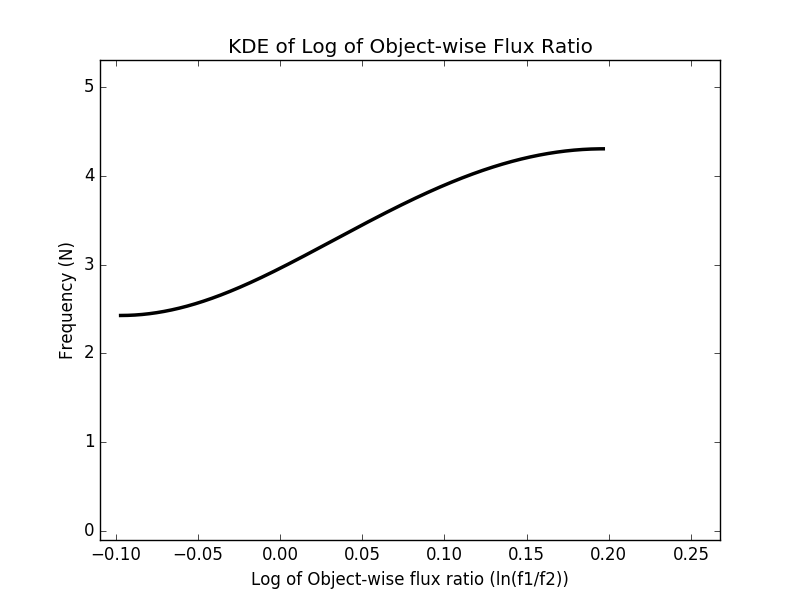 KDE of Log of Object-wise Flux Ratio
Frequency (N)
5
4
3
2
1
0
−0.10 −0.05 0.00 0.05 0.10 0.15 0.20 0.25
Log of Object-wise flux ratio (ln(f1/f2))